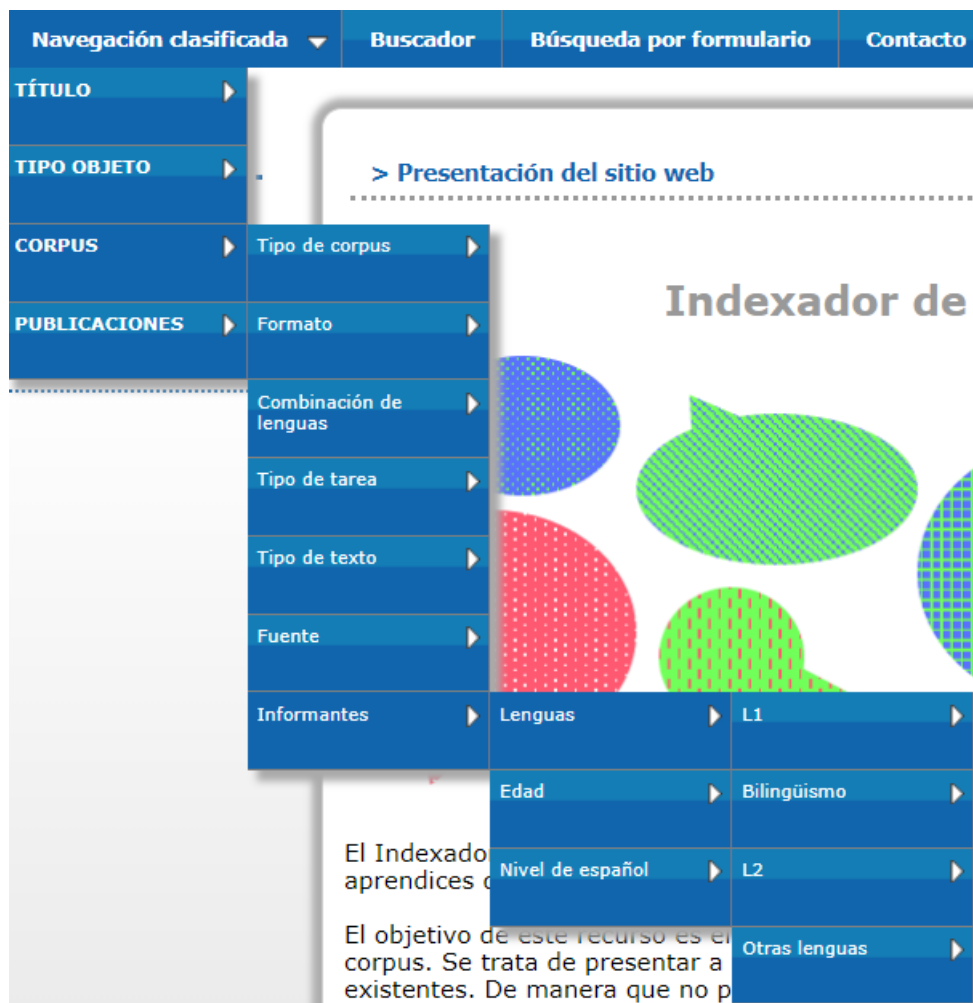 Navegación clasificada
Buscador
Búsqueda por formulario
Contacto
TÍTULO
TIPO OBJETO
CORPUS
PUBLICACIONES
Tipo de corpus
Formato
Combinación de
lenguas
Tipo de tarea
Tipo de texto
Fuente
Informantes
Lenguas
Edad
Nivel de español
L1
Bilingüismo
L2
Otras lenguas
> Presentación del sitio web
Indexador de
El Indexado
aprendices
El objetivo de este recurso es el
corpus. Se trata de presentar a
existentes. De manera que no p